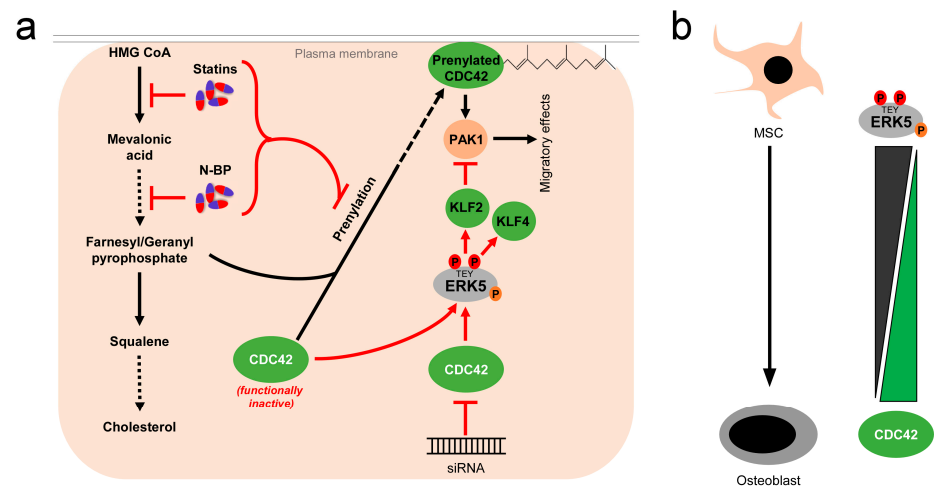 a
HMG CoA
Plasma membrane
Statins
Prenylated
CDC42
Mevalonic
acid
PAK1
Migratory effects
N-BP
Prenylation
KLF2
KLF4
Farnesyl/Geranyl
pyrophosphate
P
P
TEY
ERK5
P
Squalene
CDC42
(functionally
inactive)
CDC42
Cholesterol
siRNA
b
MSC
P
P
TEY
ERK5
P
CDC42
Osteoblast